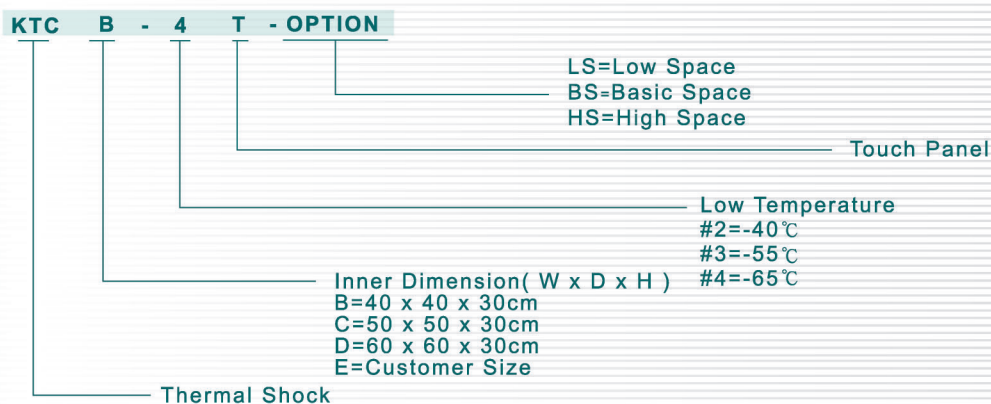 KTC B - 4 T - OPTION
LS=Low Space
BS=Basic Space
HS=High Space
Touch Panel
Low Temperature
#2=-40℃
#3=-55℃
#4=-65℃
Inner Dimension( W x D x H )
B=40 x 40 x 30cm
C=50 x 50 x 30cm
D=60 x 60 x 30cm
E=Customer Size
Thermal Shock